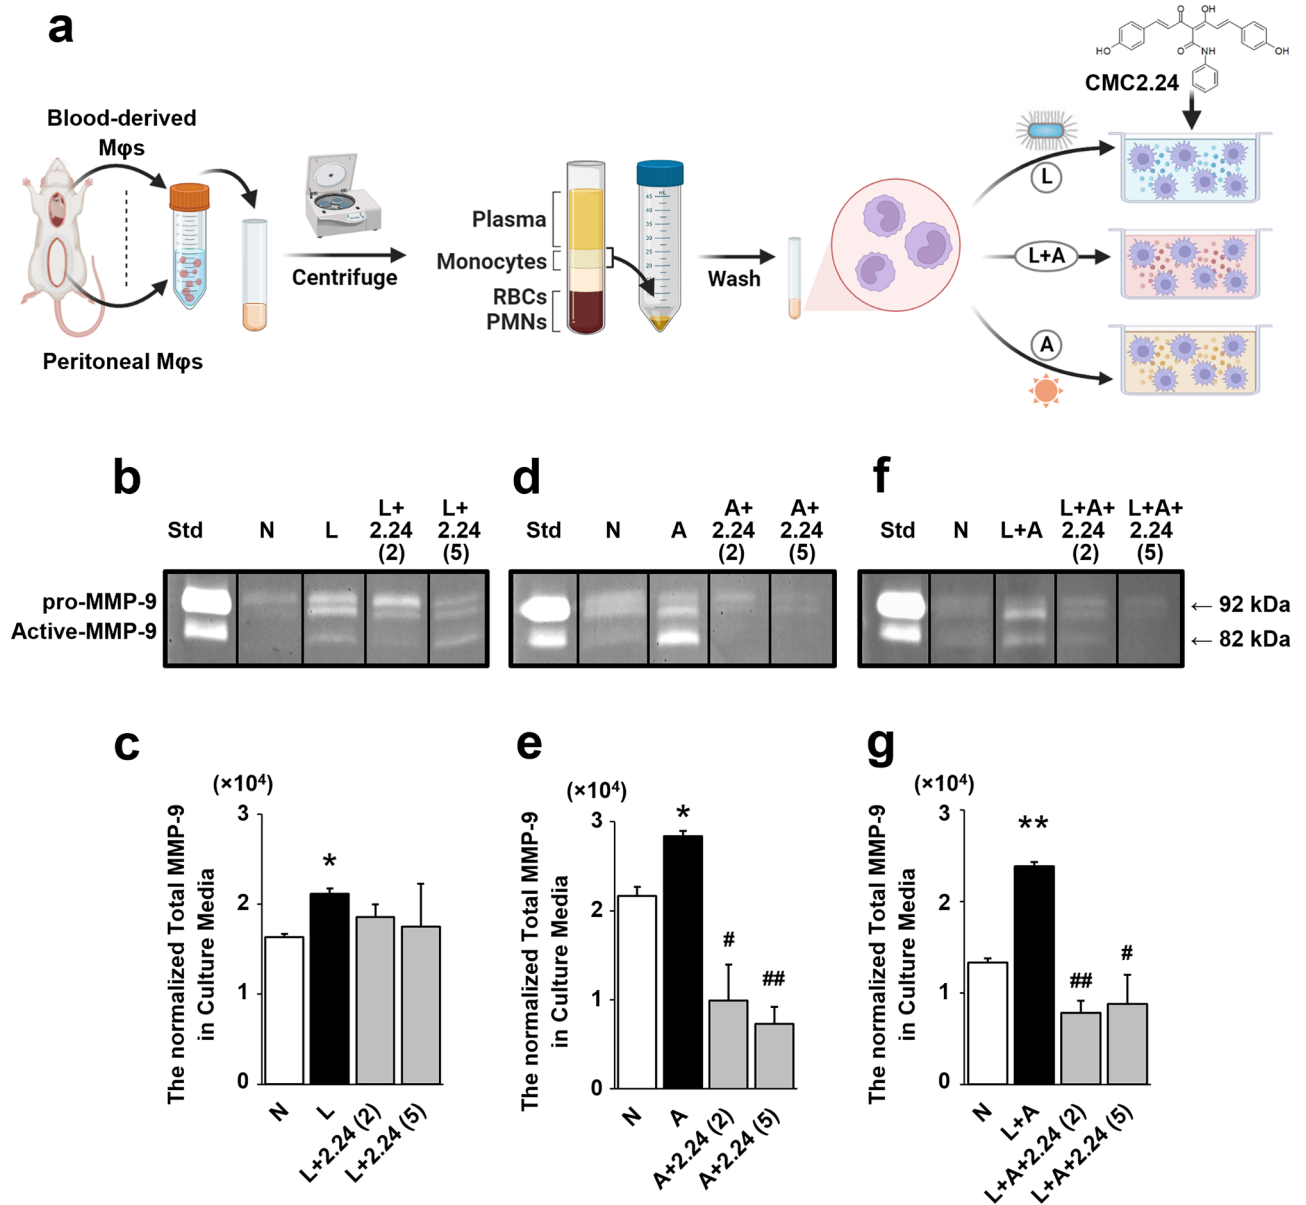 a
Blood-derived
Mφs
Peritoneal Mφs
Centrifuge
Plasma
Monocytes
RBCs
PMNs
Wash
L
L+A
A
O
OH
HO
OH
O
NH
CMC2.24
b
Std
N
L
L+
2.24
(2)
L+
2.24
(5)
pro-MMP-9
Active-MMP-9
d
Std
N
A
A+
2.24
(2)
A+
2.24
(5)
f
Std
N
L+A
L+A+
2.24
(2)
L+A+
2.24
(5)
← 92 kDa
← 82 kDa
c
(×10⁴)
The normalized Total MMP-9
in Culture Media
3
2
1
0
*
N
L
L+2.24 (2)
L+2.24 (5)
e
(×10⁴)
The normalized Total MMP-9
in Culture Media
3
2
1
0
*
#
##
N
A
A+2.24 (2)
A+2.24 (5)
g
(×10⁴)
The normalized Total MMP-9
in Culture Media
3
2
1
0
**
##
#
N
L+A
L+A+2.24 (2)
L+A+2.24 (5)